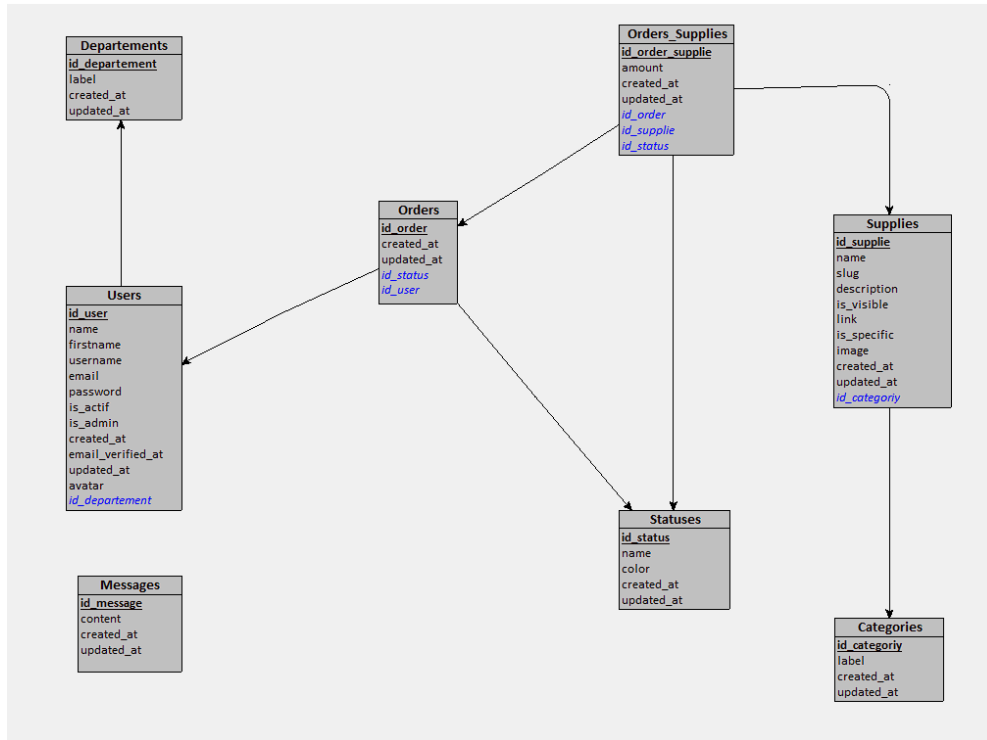 Departements
id_departement
label
created_at
updated_at
Orders_Supplies
id_order_supplie
amount
created_at
updated_at
id_order
id_supplie
id_status
Orders
id_order
created_at
updated_at
id_status
id_user
Supplies
id_supplie
name
slug
description
is_visible
link
is_specific
image
created_at
updated_at
id_categoriy
Users
id_user
name
firstname
username
email
password
is_actif
is_admin
created_at
email_verified_at
updated_at
avatar
id_departement
Statuses
id_status
name
color
created_at
updated_at
Messages
id_message
content
created_at
updated_at
Categories
id_categoriy
label
created_at
updated_at